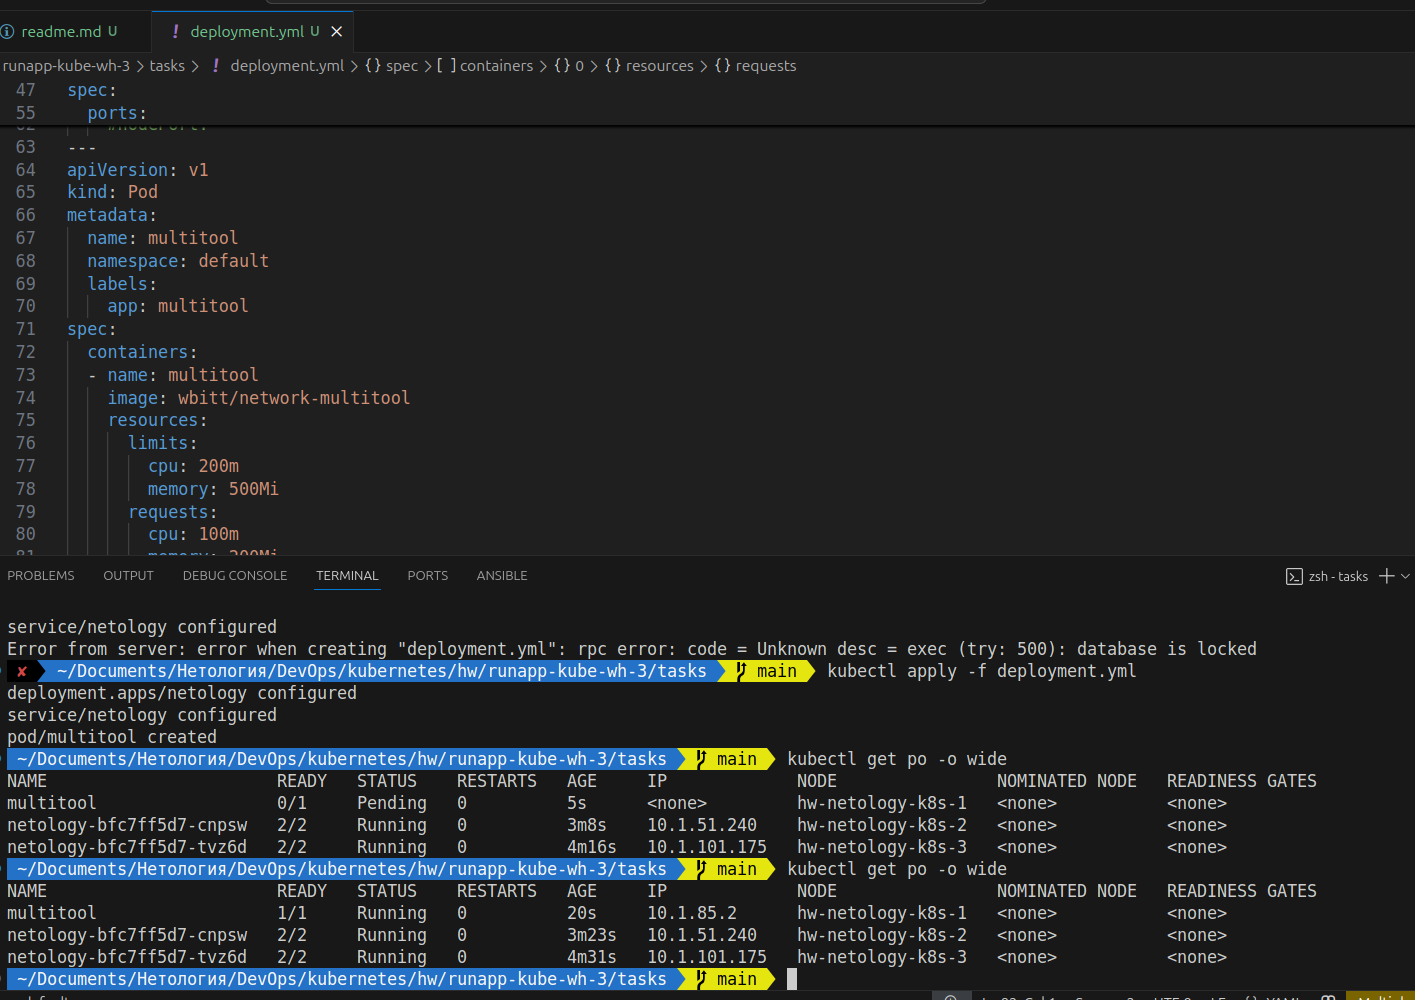 readme.md U ! deployment.yml U ×
runapp-kube-wh-3 > tasks > ! deployment.yml > {} spec > [ ] containers > {} 0 > {} resources > {} requests
47 spec:
55 ports:
63 ---
64 apiVersion: v1
65 kind: Pod
66 metadata:
67 name: multitool
68 namespace: default
69 labels:
70 app: multitool
71 spec:
72 containers:
73 - name: multitool
74 image: wbitt/network-multitool
75 resources:
76 limits:
77 cpu: 200m
78 memory: 500Mi
79 requests:
80 cpu: 100m
81 memory: 200Mi
PROBLEMS OUTPUT DEBUG CONSOLE TERMINAL PORTS ANSIBLE zsh - tasks
service/netology configured
Error from server: error when creating "deployment.yml": rpc error: code = Unknown desc = exec (try: 500): database is locked
✘ ~/Documents/Нетология/DevOps/kubernetes/hw/runapp-kube-wh-3/tasks main kubectl apply -f deployment.yml
deployment.apps/netology configured
service/netology configured
pod/multitool created
~/Documents/Нетология/DevOps/kubernetes/hw/runapp-kube-wh-3/tasks main kubectl get po -o wide
NAME READY STATUS RESTARTS AGE IP NODE NOMINATED NODE READINESS GATES
multitool 0/1 Pending 0 5s <none> hw-netology-k8s-1 <none> <none>
netology-bfc7ff5d7-cnpsw 2/2 Running 0 3m8s 10.1.51.240 hw-netology-k8s-2 <none> <none>
netology-bfc7ff5d7-tvz6d 2/2 Running 0 4m16s 10.1.101.175 hw-netology-k8s-3 <none> <none>
~/Documents/Нетология/DevOps/kubernetes/hw/runapp-kube-wh-3/tasks main kubectl get po -o wide
NAME READY STATUS RESTARTS AGE IP NODE NOMINATED NODE READINESS GATES
multitool 1/1 Running 0 20s 10.1.85.2 hw-netology-k8s-1 <none> <none>
netology-bfc7ff5d7-cnpsw 2/2 Running 0 3m23s 10.1.51.240 hw-netology-k8s-2 <none> <none>
netology-bfc7ff5d7-tvz6d 2/2 Running 0 4m31s 10.1.101.175 hw-netology-k8s-3 <none> <none>
~/Documents/Нетология/DevOps/kubernetes/hw/runapp-kube-wh-3/tasks main